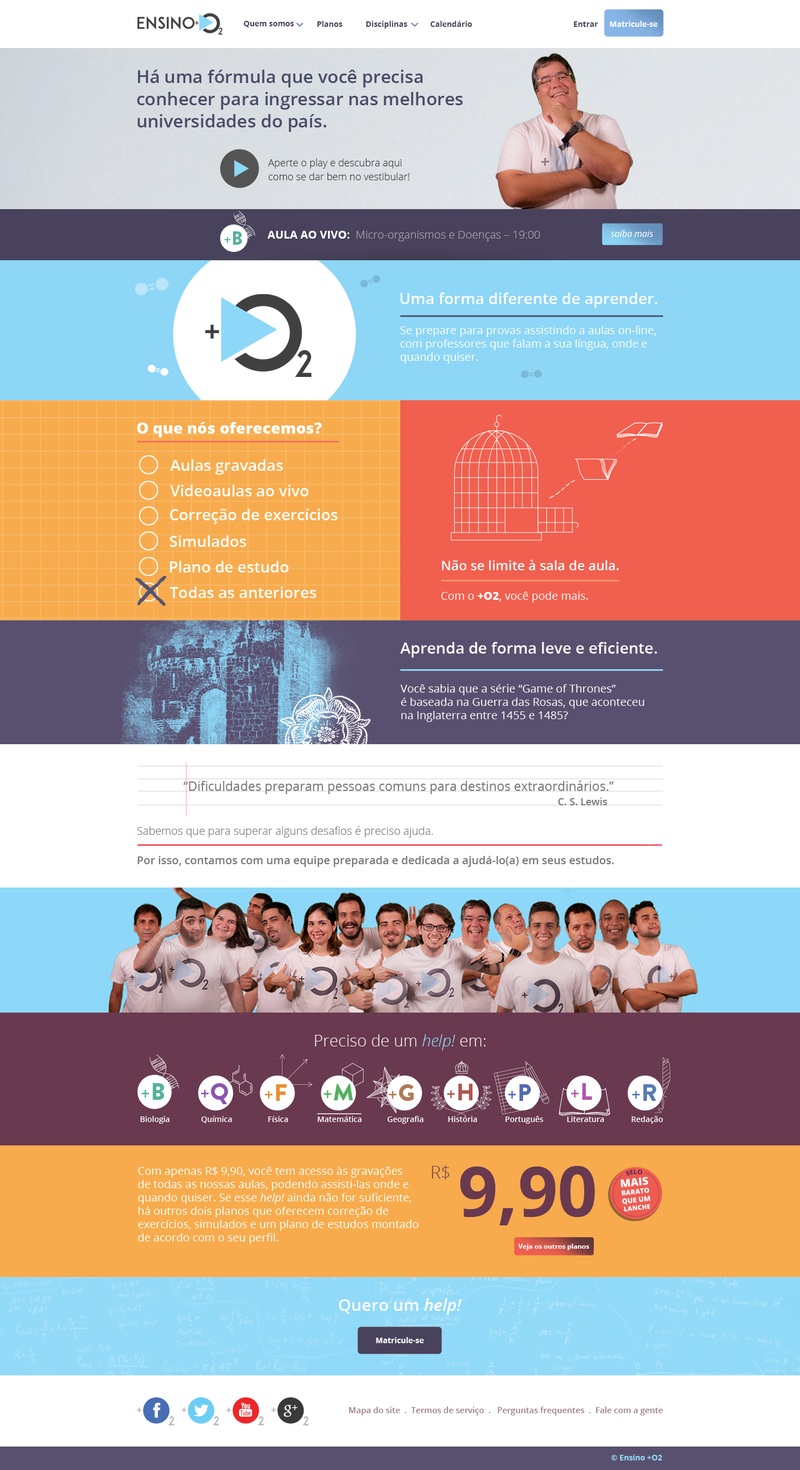 ENSINO+O2
Quem somos
Planos
Disciplinas
Calendário
Entrar
Matricule-se
Há uma fórmula que você precisa
conhecer para ingressar nas melhores
universidades do país.
Aperte o play e descubra aqui
como se dar bem no vestibular!
+
+B
AULA AO VIVO: Micro-organismos e Doenças – 19:00
saiba mais
+O2
Uma forma diferente de aprender.
Se prepare para provas assistindo a aulas on-line,
com professores que falam a sua língua, onde e
quando quiser.
O que nós oferecemos?
Aulas gravadas
Videoaulas ao vivo
Correção de exercícios
Simulados
Plano de estudo
Todas as anteriores
Não se limite à sala de aula.
Com o +O2, você pode mais.
Aprenda de forma leve e eficiente.
Você sabia que a série “Game of Thrones”
é baseada na Guerra das Rosas, que aconteceu
na Inglaterra entre 1455 e 1485?
“Dificuldades preparam pessoas comuns para destinos extraordinários.”
C. S. Lewis
Sabemos que para superar alguns desafios é preciso ajuda.
Por isso, contamos com uma equipe preparada e dedicada a ajudá-lo(a) em seus estudos.
Preciso de um help! em:
+B
+Q
+F
+M
+G
+H
+P
+L
+R
Biologia
Química
Física
Matemática
Geografia
História
Português
Literatura
Redação
Com apenas R$ 9,90, você tem acesso às gravações
de todas as nossas aulas, podendo assisti-las onde e
quando quiser. Se esse help! ainda não for suficiente,
há outros dois planos que oferecem correção de
exercícios, simulados e um plano de estudos montado
de acordo com o seu perfil.
R$ 9,90
SELO
MAIS
BARATO
QUE UM
LANCHE
Veja os outros planos
Quero um help!
Matricule-se
+f2
+2
+You Tube2
+g+2
Mapa do site . Termos de serviço . Perguntas frequentes . Fale com a gente
© Ensino +O2